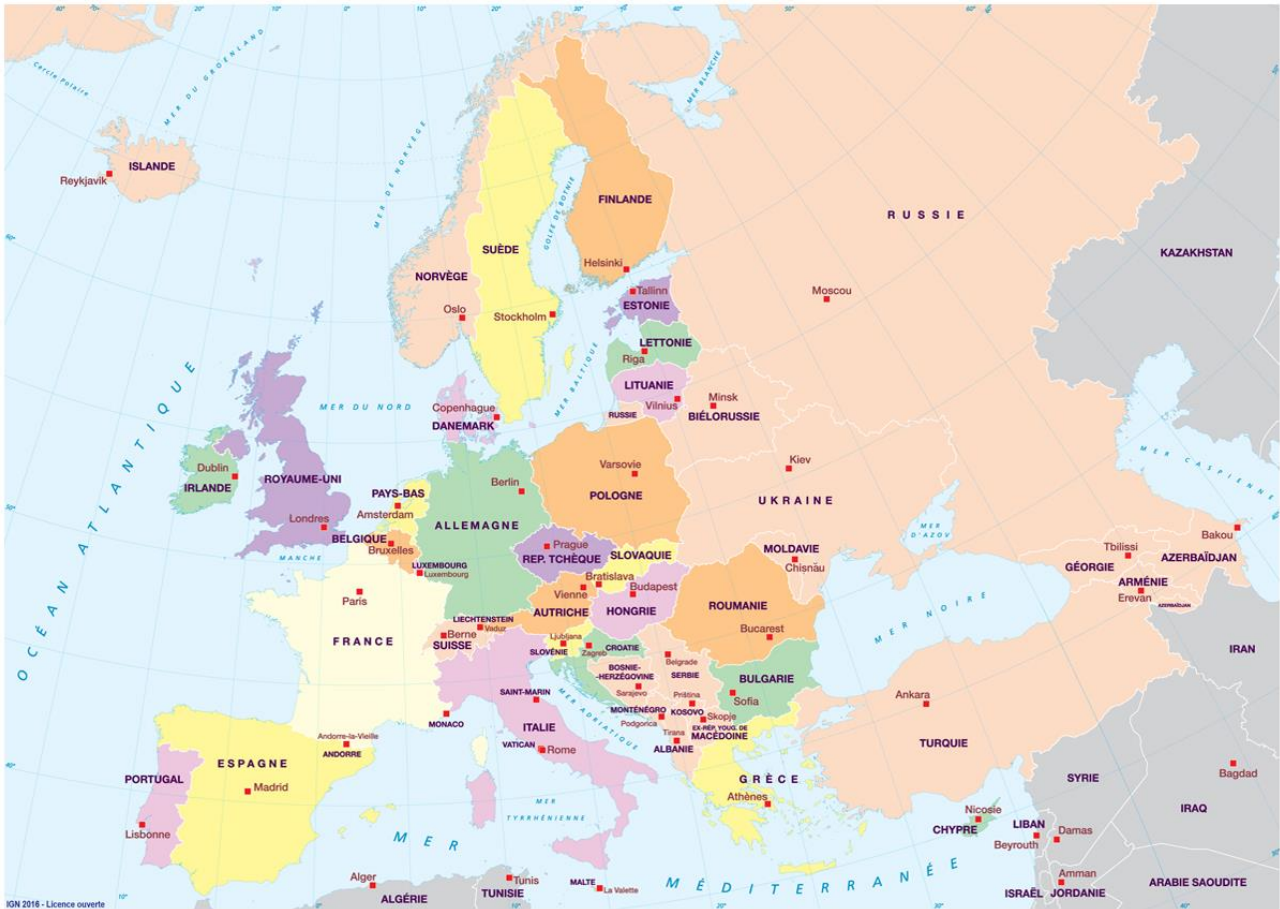 Cercle Polaire
MER DU GROENLAND
MER DE NORVÈGE
MER BLANCHE
ISLANDE
Reykjavik
FINLANDE
RUSSIE
SUÈDE
GOLFE DE BOTNIE
KAZAKHSTAN
NORVÈGE
Helsinki
Oslo
Stockholm
Tallinn
ESTONIE
Moscou
LETTONIE
Riga
MER BALTIQUE
LITUANIE
Vilnius
RUSSIE
Minsk
BIÉLORUSSIE
OCÉAN ATLANTIQUE
MER DU NORD
Copenhague
DANEMARK
Dublin
IRLANDE
ROYAUME-UNI
Londres
MANCHE
PAYS-BAS
Amsterdam
BELGIQUE
Bruxelles
LUXEMBOURG
Luxembourg
Berlin
ALLEMAGNE
Varsovie
POLOGNE
Kiev
UKRAINE
MER CASPIENNE
MER
D'AZOV
Prague
REP. TCHÈQUE
SLOVAQUIE
Bratislava
Vienne
AUTRICHE
Budapest
HONGRIE
MOLDAVIE
Chisnău
ROUMANIE
Bucarest
Bakou
Tbilissi
GÉORGIE
AZERBAÏDJAN
ARMÉNIE
Erevan
AZERBAÏDJAN
MER NOIRE
Paris
FRANCE
LIECHTENSTEIN
Vaduz
Berne
SUISSE
Ljubljana
SLOVÉNIE
Zagreb
CROATIE
BOSNIE-
-HERZÉGOVINE
Sarajevo
Belgrade
SERBIE
MONTÉNÉGRO
Podgorica
Priština
KOSOVO
Skopje
EX-RÉP. YOUG. DE
MACÉDOINE
Tirana
ALBANIE
BULGARIE
Sofia
IRAN
SAINT-MARIN
MER ADRIATIQUE
MONACO
ITALIE
VATICAN
Rome
Andorre-la-Vieille
ANDORRE
ESPAGNE
Madrid
PORTUGAL
Lisbonne
Ankara
TURQUIE
GRÈCE
Athènes
MER
TYRRHÉNIENNE
SYRIE
Bagdad
IRAQ
Nicosie
CHYPRE
LIBAN
Beyrouth
Damas
MER MÉDITERRANÉE
Alger
ALGÉRIE
Tunis
TUNISIE
MALTE
La Valette
Amman
ISRAËL
JORDANIE
ARABIE SAOUDITE
IGN 2016 - Licence ouverte